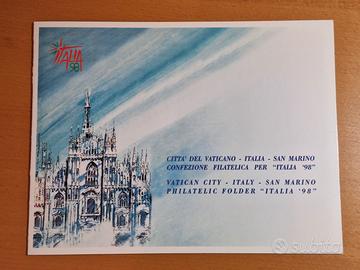 ITALIA
98
CITTA' DEL VATICANO - ITALIA - SAN MARINO
CONFEZIONE FILATELICA PER "ITALIA '98"
VATICAN CITY - ITALY - SAN MARINO
PHILATELIC FOLDER "ITALIA '98"
subito